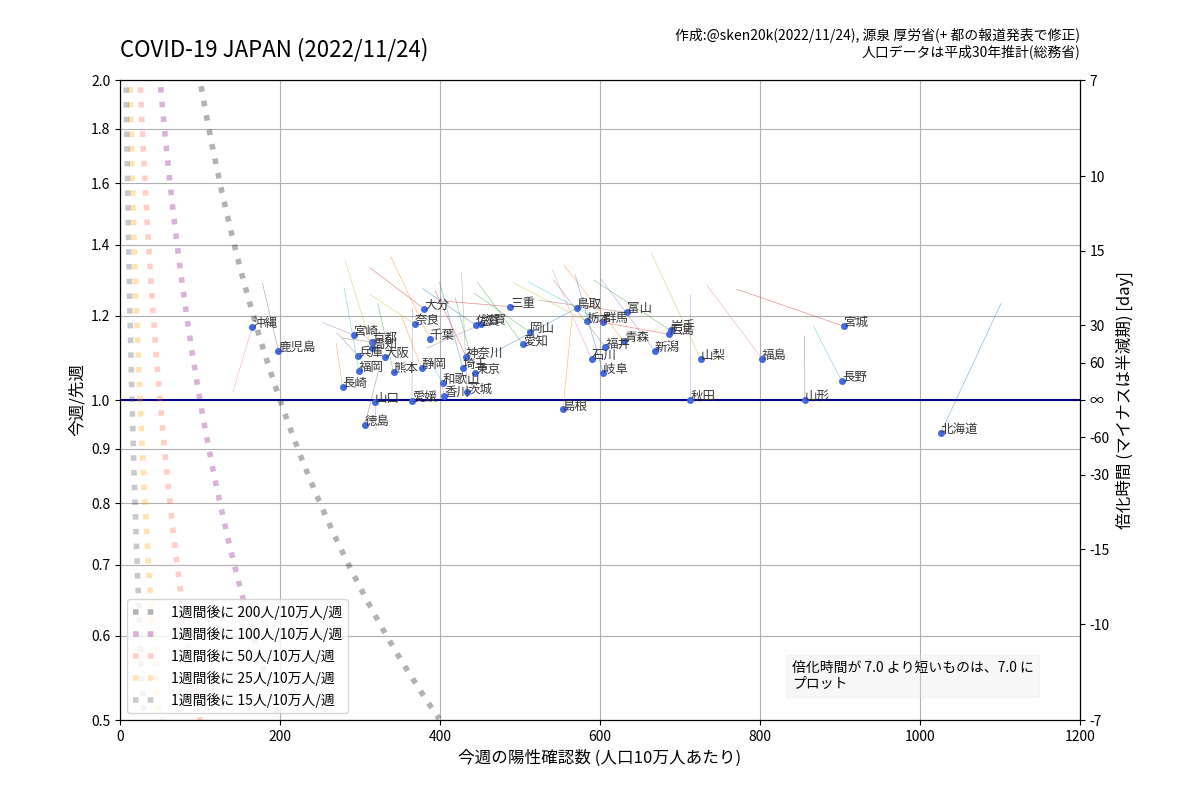 COVID-19 JAPAN (2022/11/24)
作成:@sken20k(2022/11/24), 源泉 厚労省(+ 都の報道発表で修正)
人口データは平成30年推計(総務省)
2.0
1.8
1.6
1.4
1.2
1.0
0.9
0.8
0.7
0.6
0.5
今週/先週
7
10
15
30
60
∞
-60
-30
-15
-10
-7
倍化時間 (マイナスは半減期) [day]
大分
三重
鳥取
富山
沖縄
奈良
滋賀
栃木
群馬
岩手
宮城
宮崎
京都
千葉
岡山
愛知
青森
福井
新潟
鹿児島
兵庫
大阪
神奈川
石川
山梨
福島
福岡
熊本
静岡
埼玉
東京
岐阜
長崎
和歌山
長野
山口
愛媛
香川
茨城
島根
秋田
山形
徳島
北海道
1週間後に 200人/10万人/週
1週間後に 100人/10万人/週
1週間後に 50人/10万人/週
1週間後に 25人/10万人/週
1週間後に 15人/10万人/週
倍化時間が 7.0 より短いものは、7.0 に
プロット
0
200
400
600
800
1000
1200
今週の陽性確認数 (人口10万人あたり)